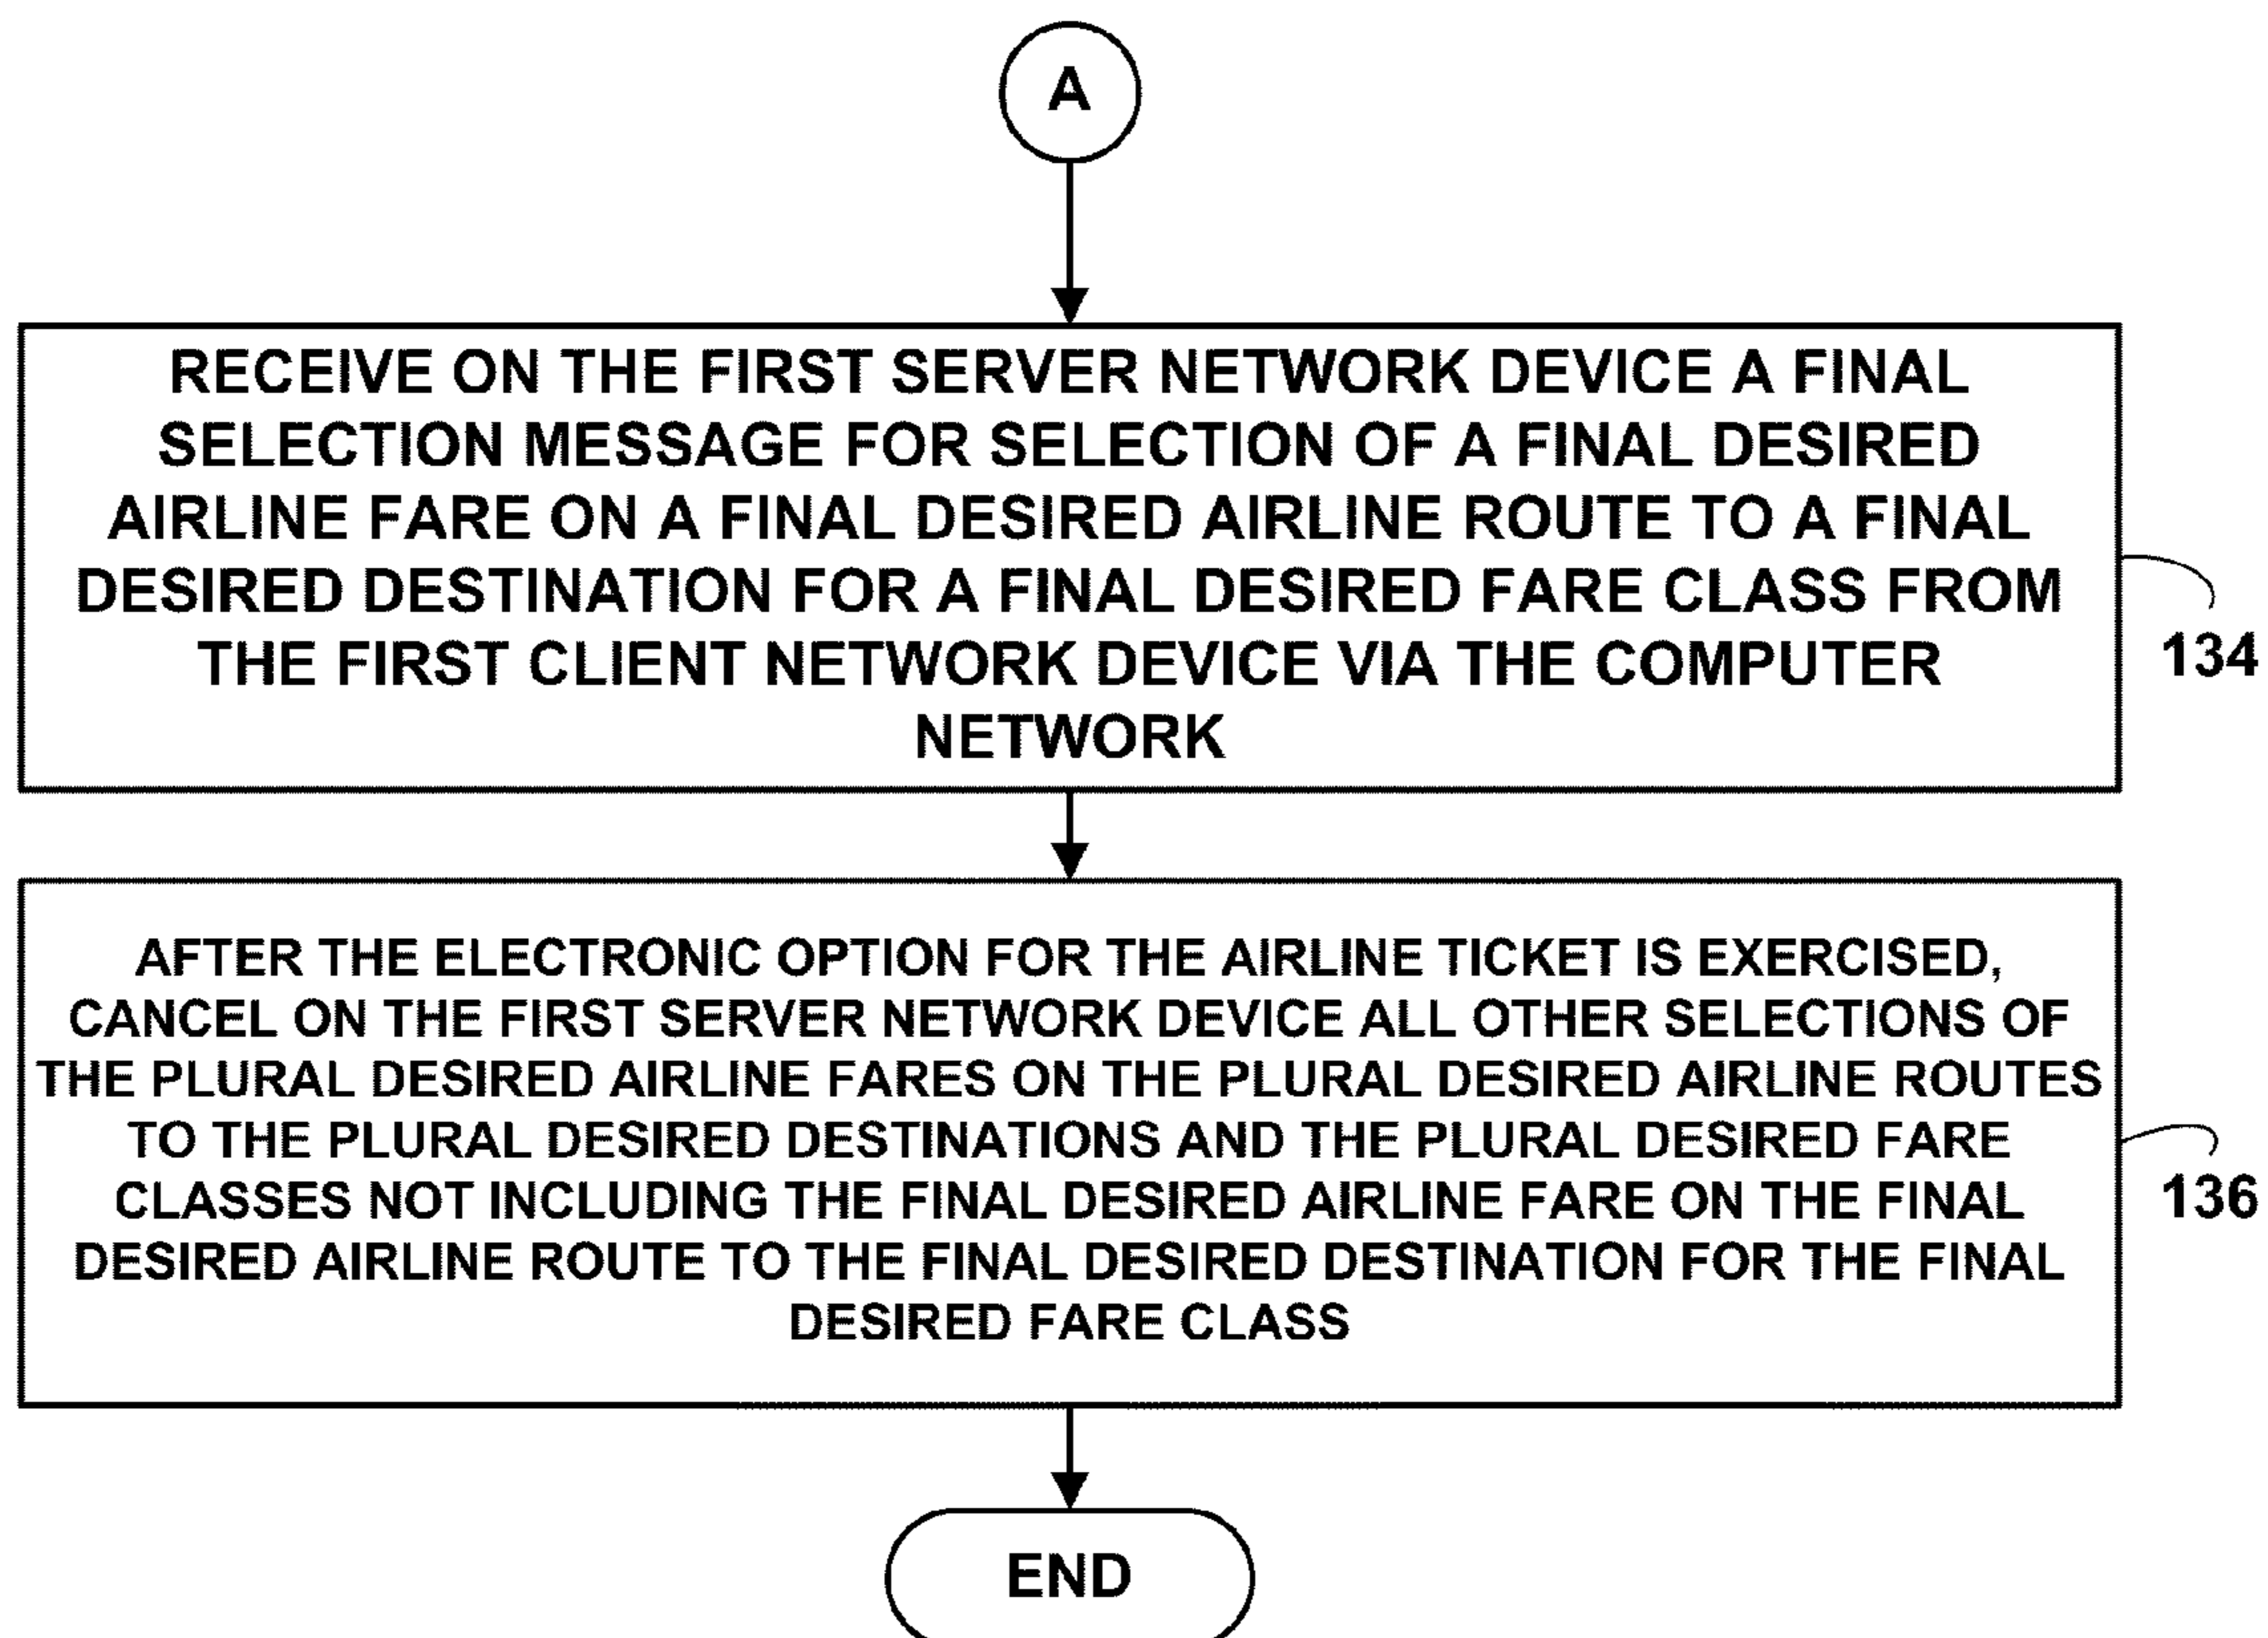 A
RECEIVE ON THE FIRST SERVER NETWORK DEVICE A FINAL
SELECTION MESSAGE FOR SELECTION OF A FINAL DESIRED
AIRLINE FARE ON A FINAL DESIRED AIRLINE ROUTE TO A FINAL
DESIRED DESTINATION FOR A FINAL DESIRED FARE CLASS FROM
THE FIRST CLIENT NETWORK DEVICE VIA THE COMPUTER
NETWORK
134
AFTER THE ELECTRONIC OPTION FOR THE AIRLINE TICKET IS EXERCISED,
CANCEL ON THE FIRST SERVER NETWORK DEVICE ALL OTHER SELECTIONS OF
THE PLURAL DESIRED AIRLINE FARES ON THE PLURAL DESIRED AIRLINE ROUTES
TO THE PLURAL DESIRED DESTINATIONS AND THE PLURAL DESIRED FARE
CLASSES NOT INCLUDING THE FINAL DESIRED AIRLINE FARE ON THE FINAL
DESIRED AIRLINE ROUTE TO THE FINAL DESIRED DESTINATION FOR THE FINAL
DESIRED FARE CLASS
136
END